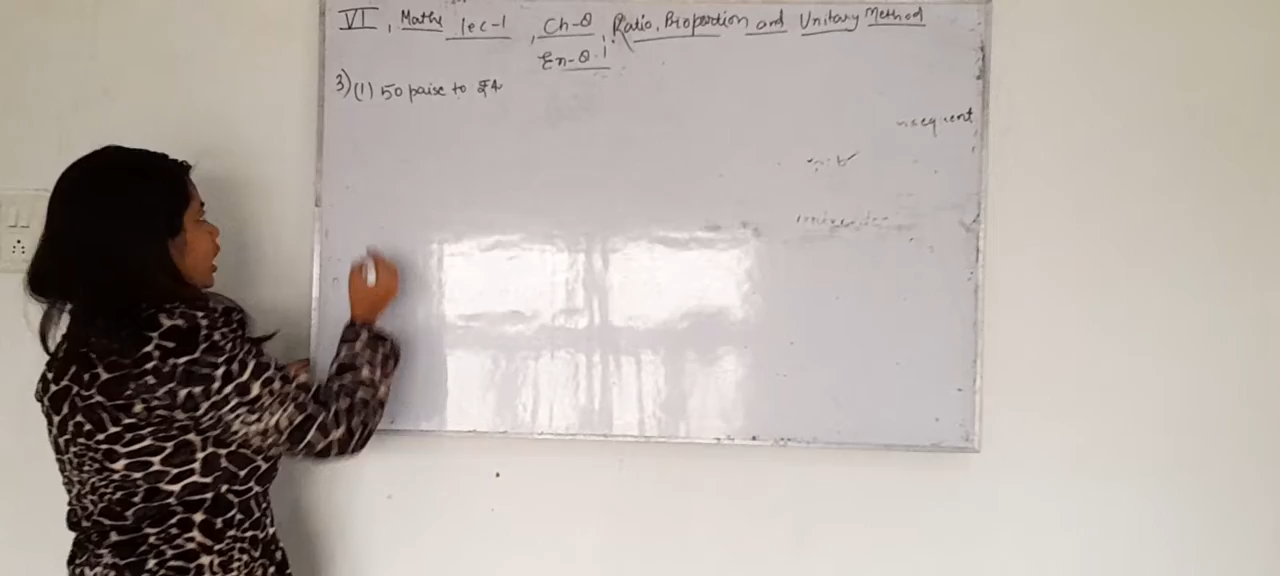 VI, Maths lec-1, Ch-8, Ratio, Proportion and Unitary Method
Ex-8.1
3)(1) 50 paise to ₹4